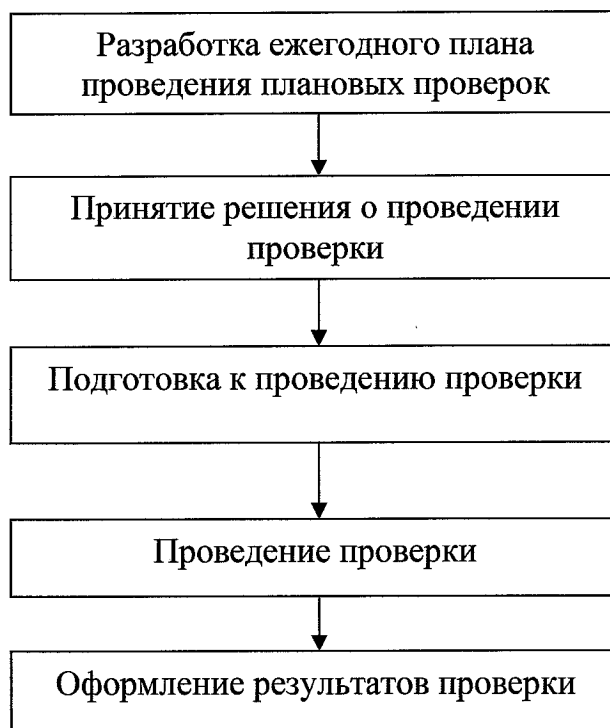 Разработка ежегодного плана
проведения плановых проверок
Принятие решения о проведении
проверки
Подготовка к проведению проверки
Проведение проверки
Оформление результатов проверки